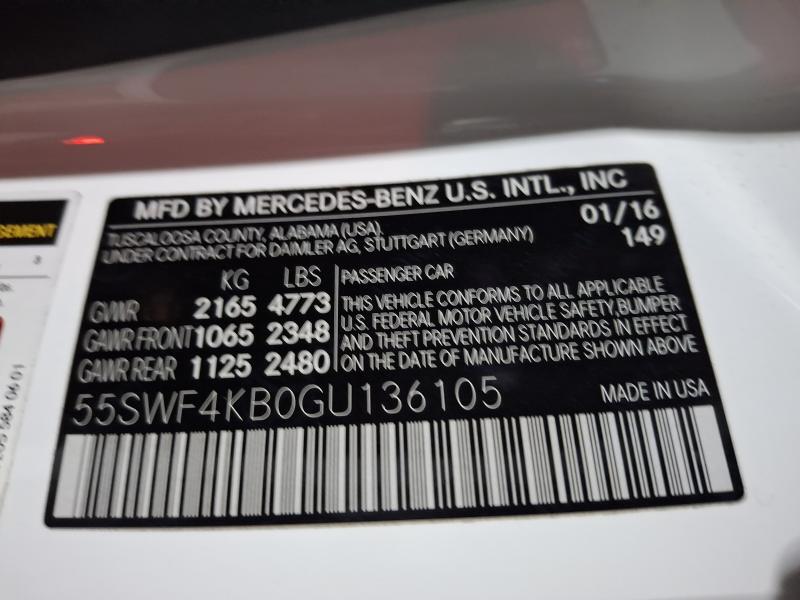 MFD BY MERCEDES-BENZ U.S. INTL., INC
TUSCALOOSA COUNTY, ALABAMA (USA).
UNDER CONTRACT FOR DAIMLER AG, STUTTGART (GERMANY)
01/16
149
KG LBS
GVWR 2165 4773
GAWR FRONT 1065 2348
GAWR REAR 1125 2480
PASSENGER CAR
THIS VEHICLE CONFORMS TO ALL APPLICABLE
U.S. FEDERAL MOTOR VEHICLE SAFETY, BUMPER
AND THEFT PREVENTION STANDARDS IN EFFECT
ON THE DATE OF MANUFACTURE SHOWN ABOVE
55SWF4KB0GU136105
MADE IN USA